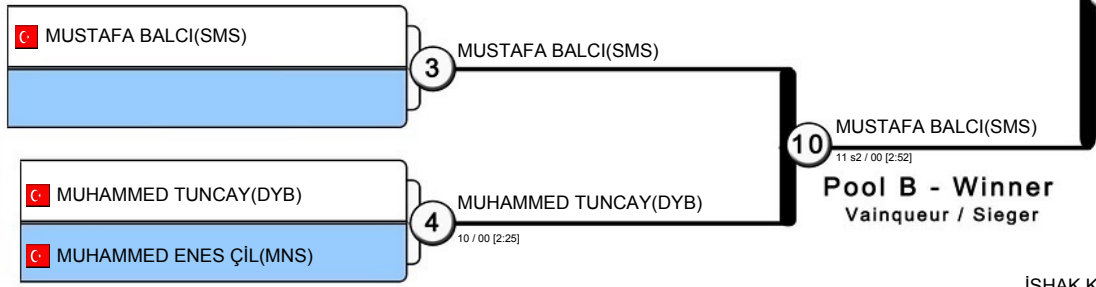 MUSTAFA BALCI(SMS)
3
MUSTAFA BALCI(SMS)
10
MUSTAFA BALCI(SMS)
11 s2 / 00 [2:52]
Pool B - Winner
Vainqueur / Sieger
MUHAMMED TUNCAY(DYB)
4
MUHAMMED TUNCAY(DYB)
10 / 00 [2:25]
MUHAMMED ENES ÇİL(MNS)
İSHAK K